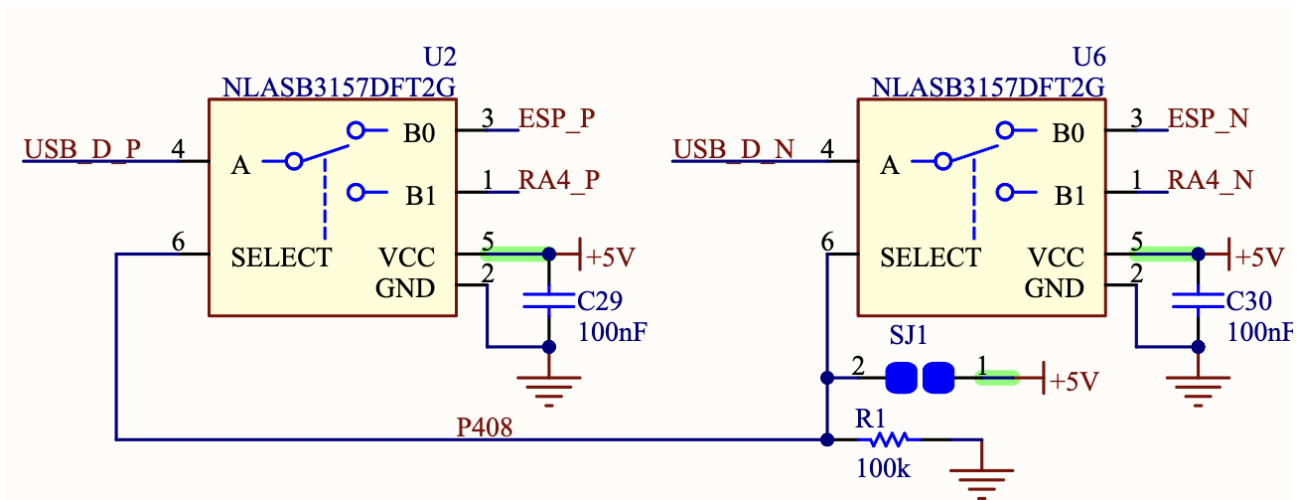 U2
NLASB3157DFT2G
USB_D_P 4 A B0 3 ESP_P
B1 1 RA4_P
6 SELECT VCC 5 +5V
GND 2
C29
100nF
U6
NLASB3157DFT2G
USB_D_N 4 A B0 3 ESP_N
B1 1 RA4_N
6 SELECT VCC 5 +5V
GND 2
C30
100nF
SJ1
2 1 +5V
P408
R1
100k